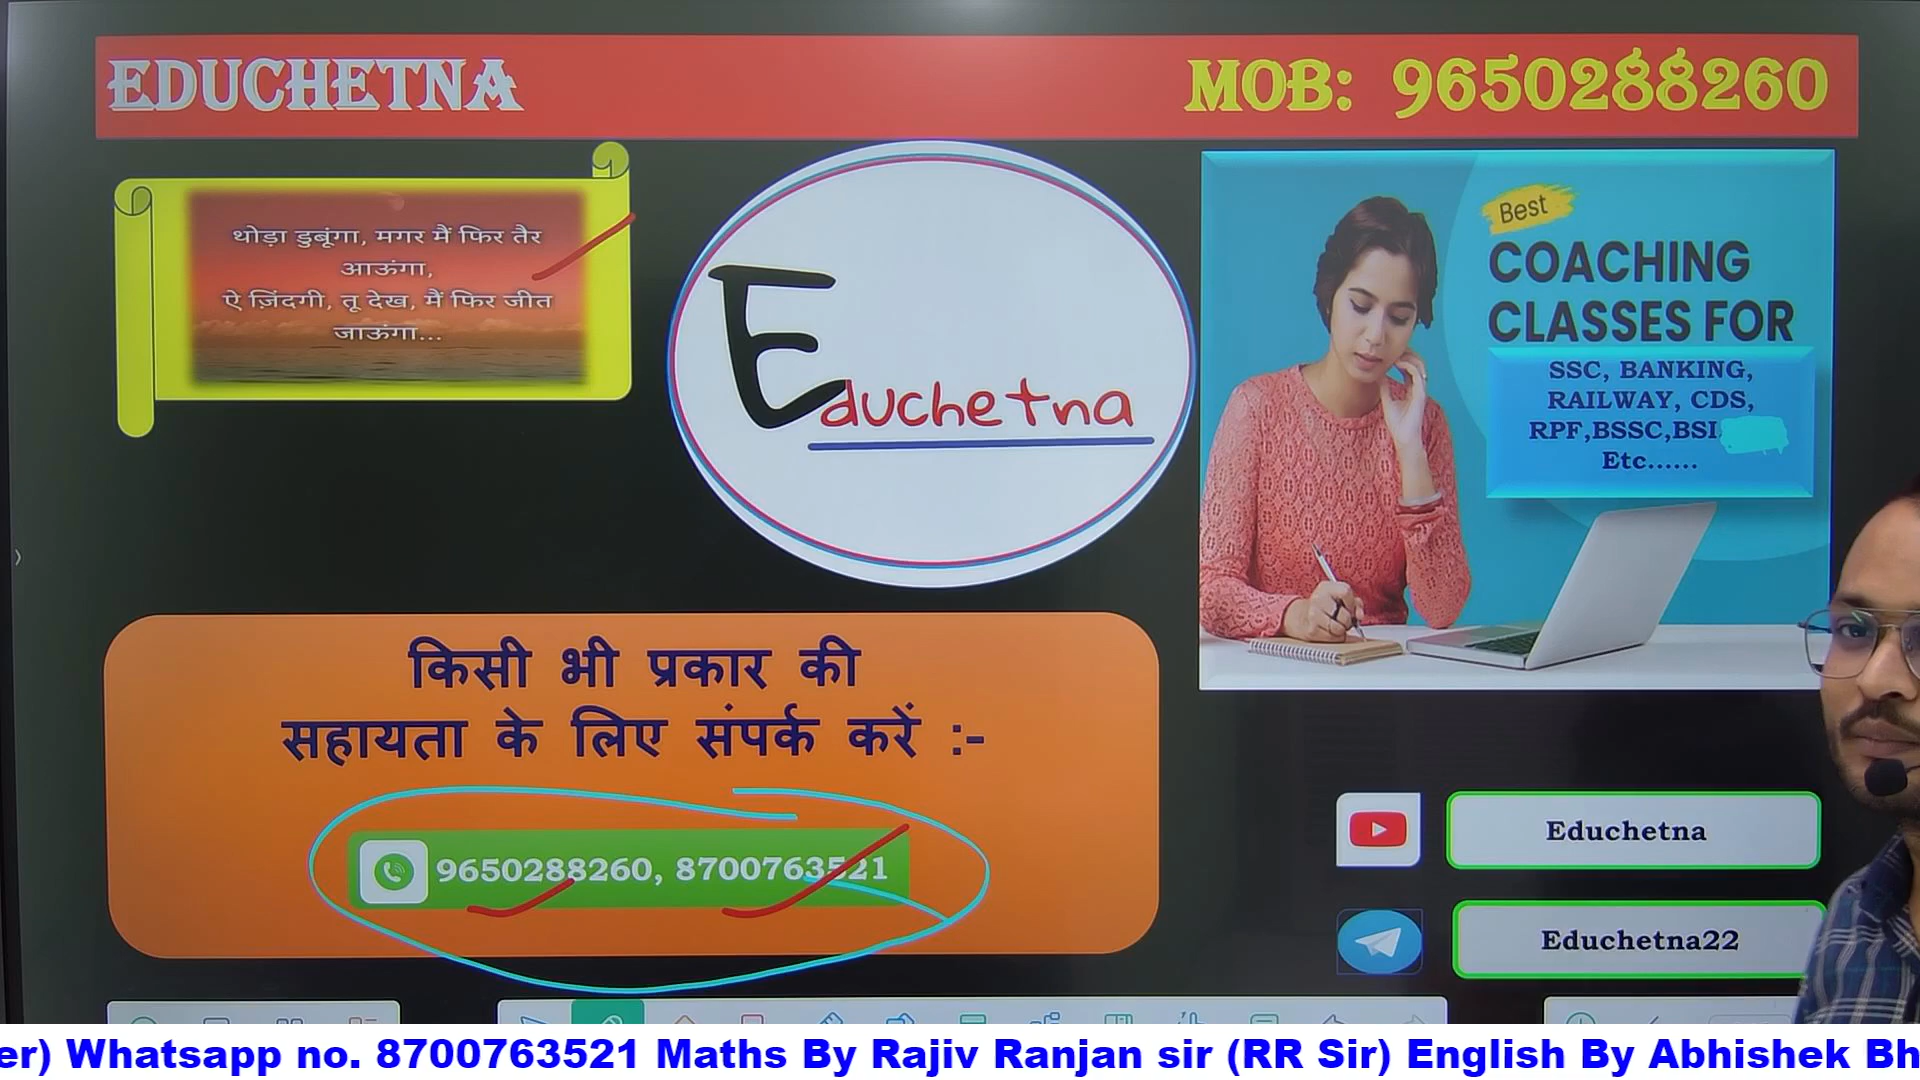 EDUCHETNA
MOB: 9650288260
थोड़ा डुबूंगा, मगर मैं फिर तैर
आऊंगा,
ऐ ज़िंदगी, तू देख, मैं फिर जीत
जाऊंगा...
Educhetna
Best
COACHING
CLASSES FOR
SSC, BANKING,
RAILWAY, CDS,
RPF,BSSC,BSI
Etc......
किसी भी प्रकार की
सहायता के लिए संपर्क करें :-
9650288260, 8700763521
Educhetna
Educhetna22
er) Whatsapp no. 8700763521 Maths By Rajiv Ranjan sir (RR Sir) English By Abhishek Bh